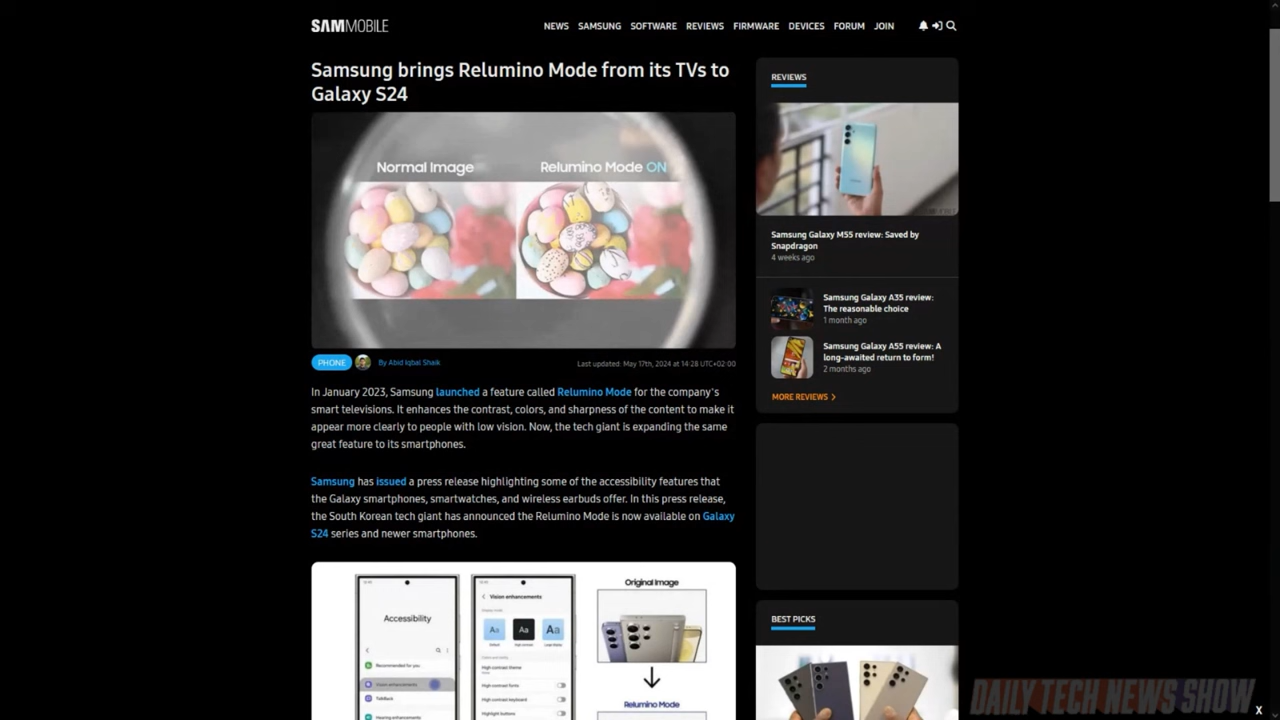 SAMMOBILE
NEWS SAMSUNG SOFTWARE REVIEWS FIRMWARE DEVICES FORUM JOIN
Samsung brings Relumino Mode from its TVs to
Galaxy S24
Normal Image
Relumino Mode ON
PHONE
By Abid Iqbal Shaik
Last updated: May 17th, 2024 at 14:28 UTC+02:00
In January 2023, Samsung launched a feature called Relumino Mode for the company's
smart televisions. It enhances the contrast, colors, and sharpness of the content to make it
appear more clearly to people with low vision. Now, the tech giant is expanding the same
great feature to its smartphones.
Samsung has issued a press release highlighting some of the accessibility features that
the Galaxy smartphones, smartwatches, and wireless earbuds offer. In this press release,
the South Korean tech giant has announced the Relumino Mode is now available on Galaxy
S24 series and newer smartphones.
Accessibility
Recommended for you
Vision enhancements
TalkBack
Hearing enhancements
Vision enhancements
Aa Aa Aa
High contrast theme
High contrast fonts
High contrast keyboard
Highlight buttons
Original Image
Relumino Mode
REVIEWS
Samsung Galaxy M55 review: Saved by
Snapdragon
4 weeks ago
Samsung Galaxy A35 review:
The reasonable choice
1 month ago
Samsung Galaxy A55 review: A
long-awaited return to form!
2 months ago
MORE REVIEWS
BEST PICKS
DAILY TECH NEWS SHOW
X